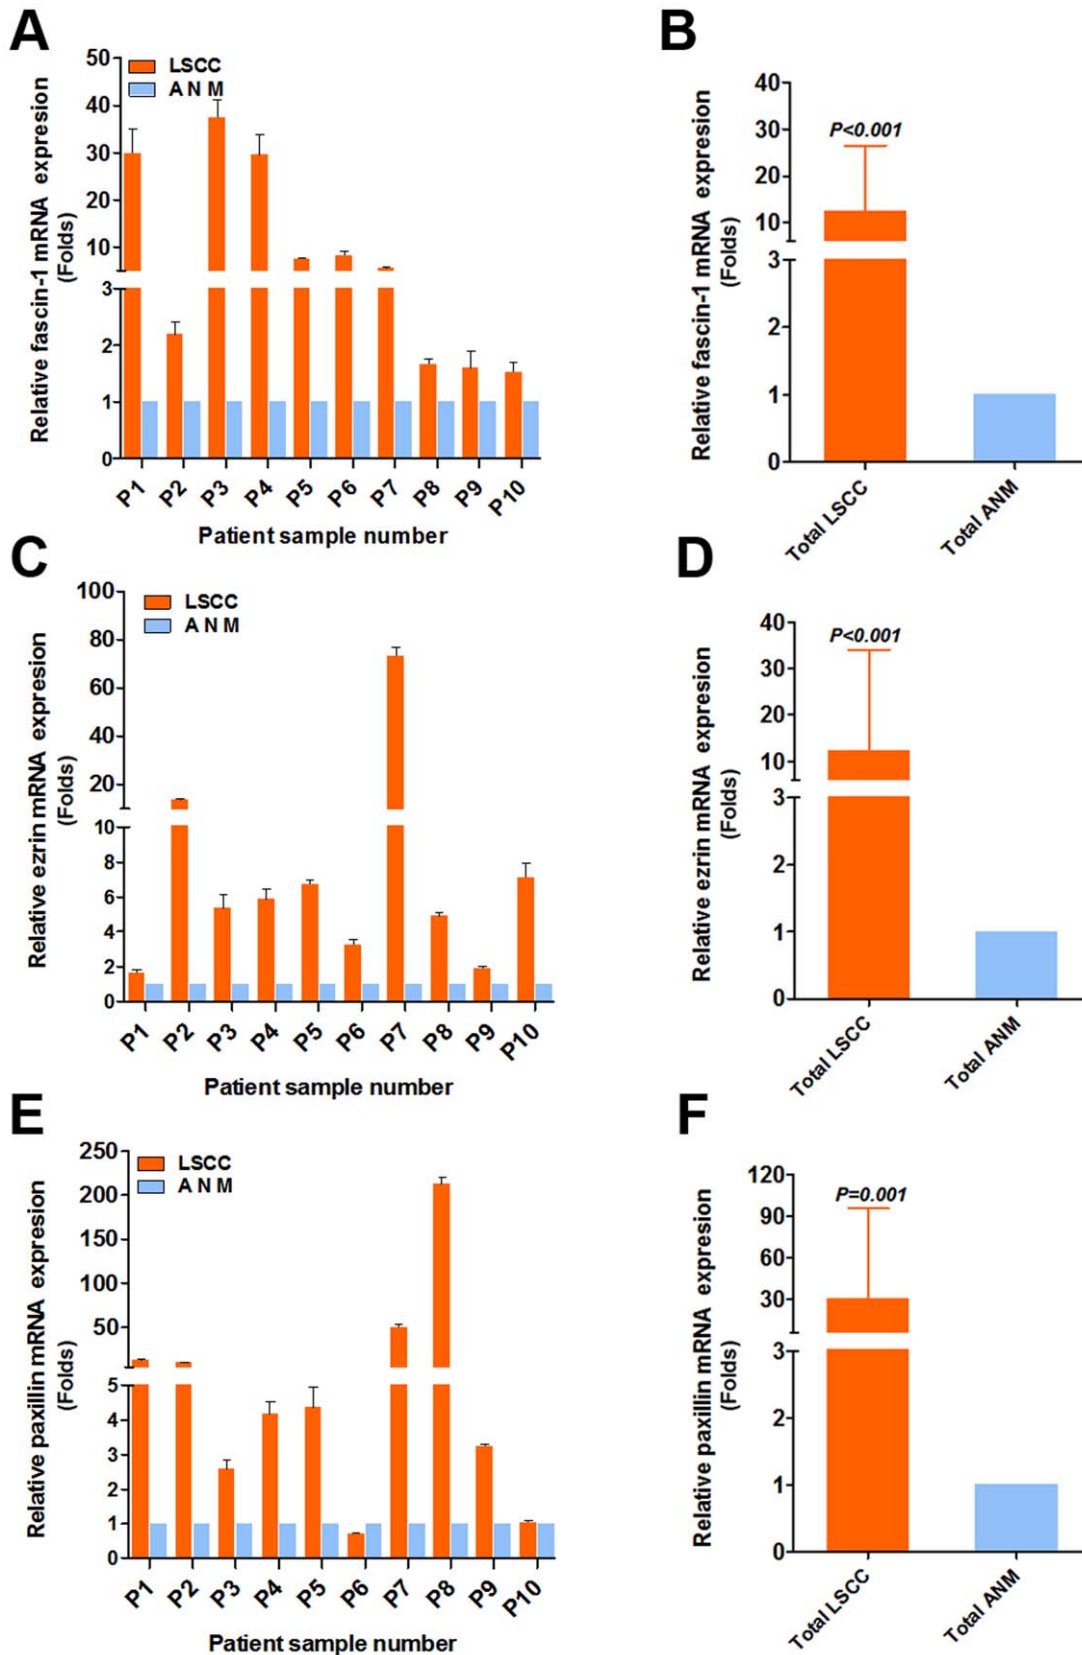 A
50
40
30
20
10
3
2
1
0
LSCC
A N M
Relative fascin-1 mRNA expresion
(Folds)
P1 P2 P3 P4 P5 P6 P7 P8 P9 P10
Patient sample number
B
40
30
20
10
3
2
1
0
P<0.001
Relative fascin-1 mRNA expresion
(Folds)
Total LSCC
Total ANM
C
100
80
60
40
20
10
8
6
4
2
0
LSCC
A N M
Relative ezrin mRNA expresion
(Folds)
P1 P2 P3 P4 P5 P6 P7 P8 P9 P10
Patient sample number
D
40
30
20
10
3
2
1
0
P<0.001
Relative ezrin mRNA expresion
(Folds)
Total LSCC
Total ANM
E
250
200
150
100
50
5
4
3
2
1
0
LSCC
A N M
Relative paxillin mRNA expresion
(Folds)
P1 P2 P3 P4 P5 P6 P7 P8 P9 P10
Patient sample number
F
120
90
60
30
3
2
1
0
P=0.001
Relative paxillin mRNA expresion
(Folds)
Total LSCC
Total ANM